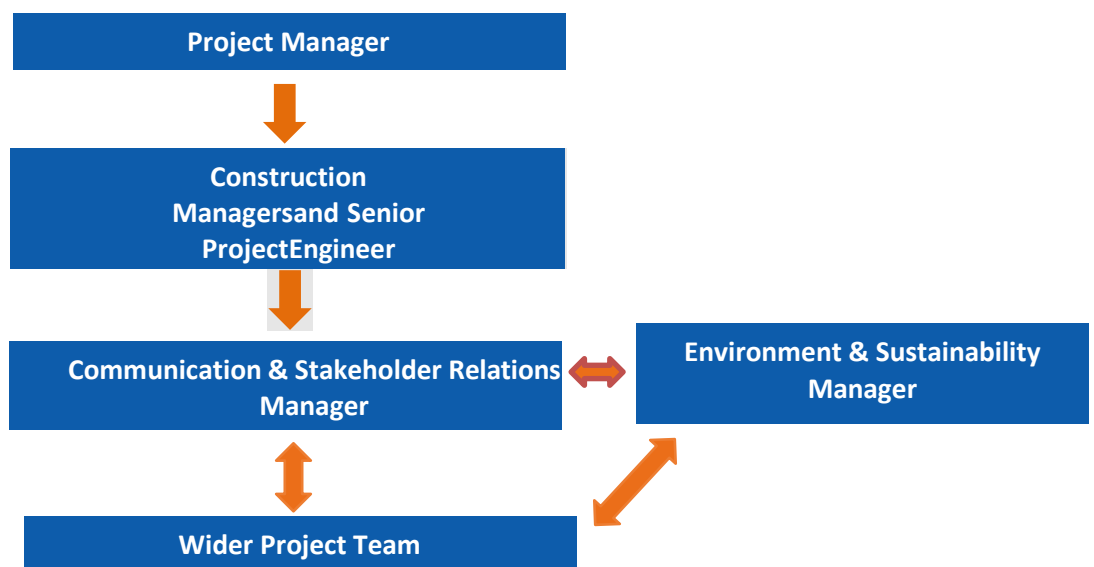 Project Manager
Construction
Managersand Senior
ProjectEngineer
Communication & Stakeholder Relations
Manager
Environment & Sustainability
Manager
Wider Project Team